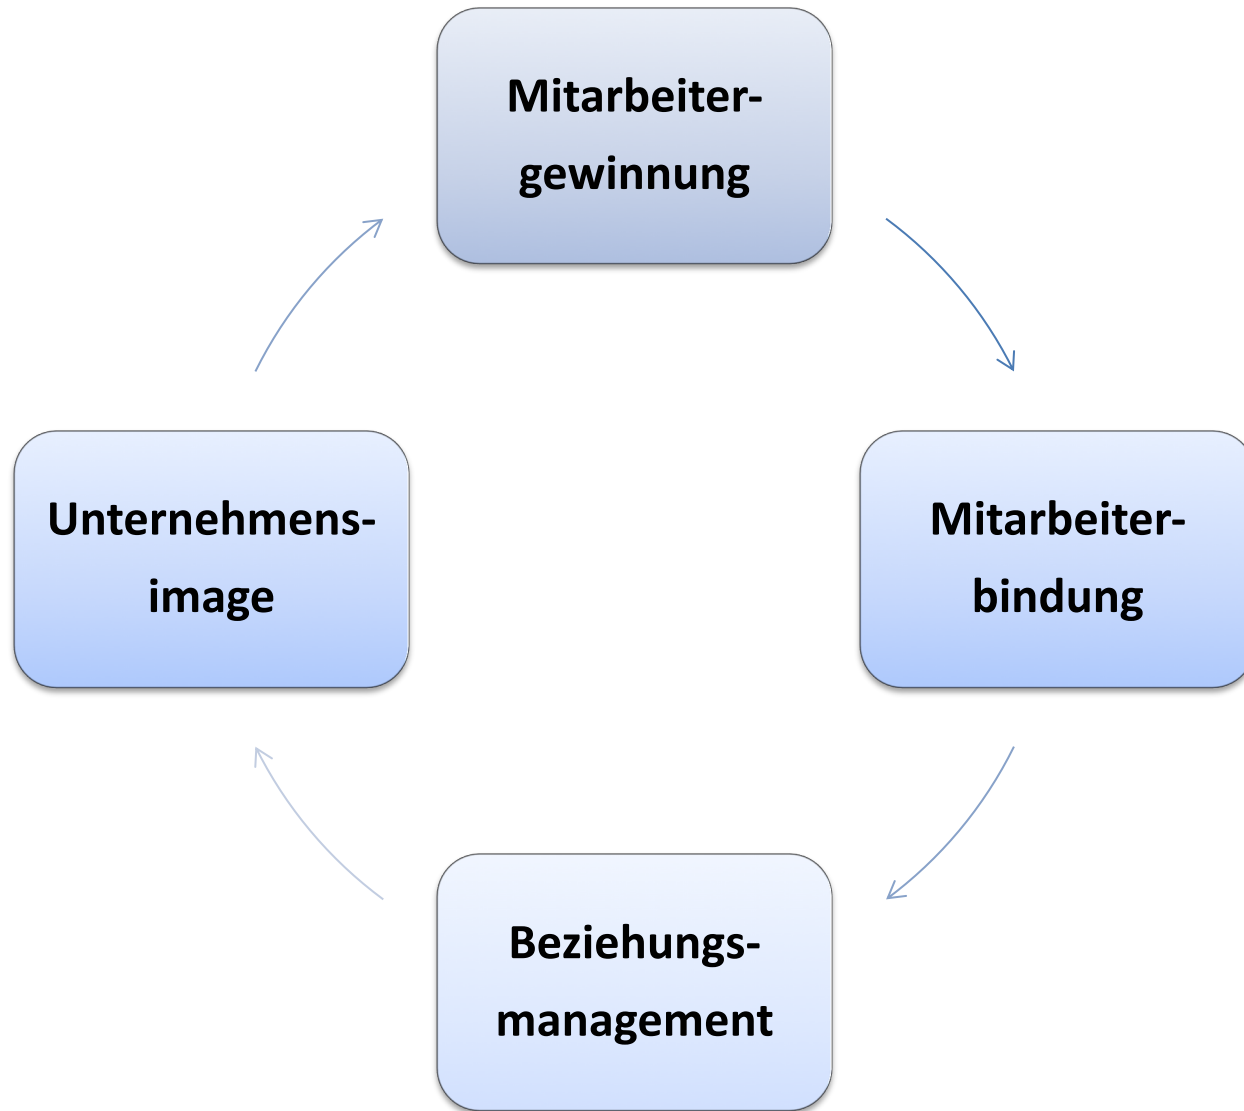 Mitarbeiter-
gewinnung
Unternehmens-
image
Mitarbeiter-
bindung
Beziehungs-
management